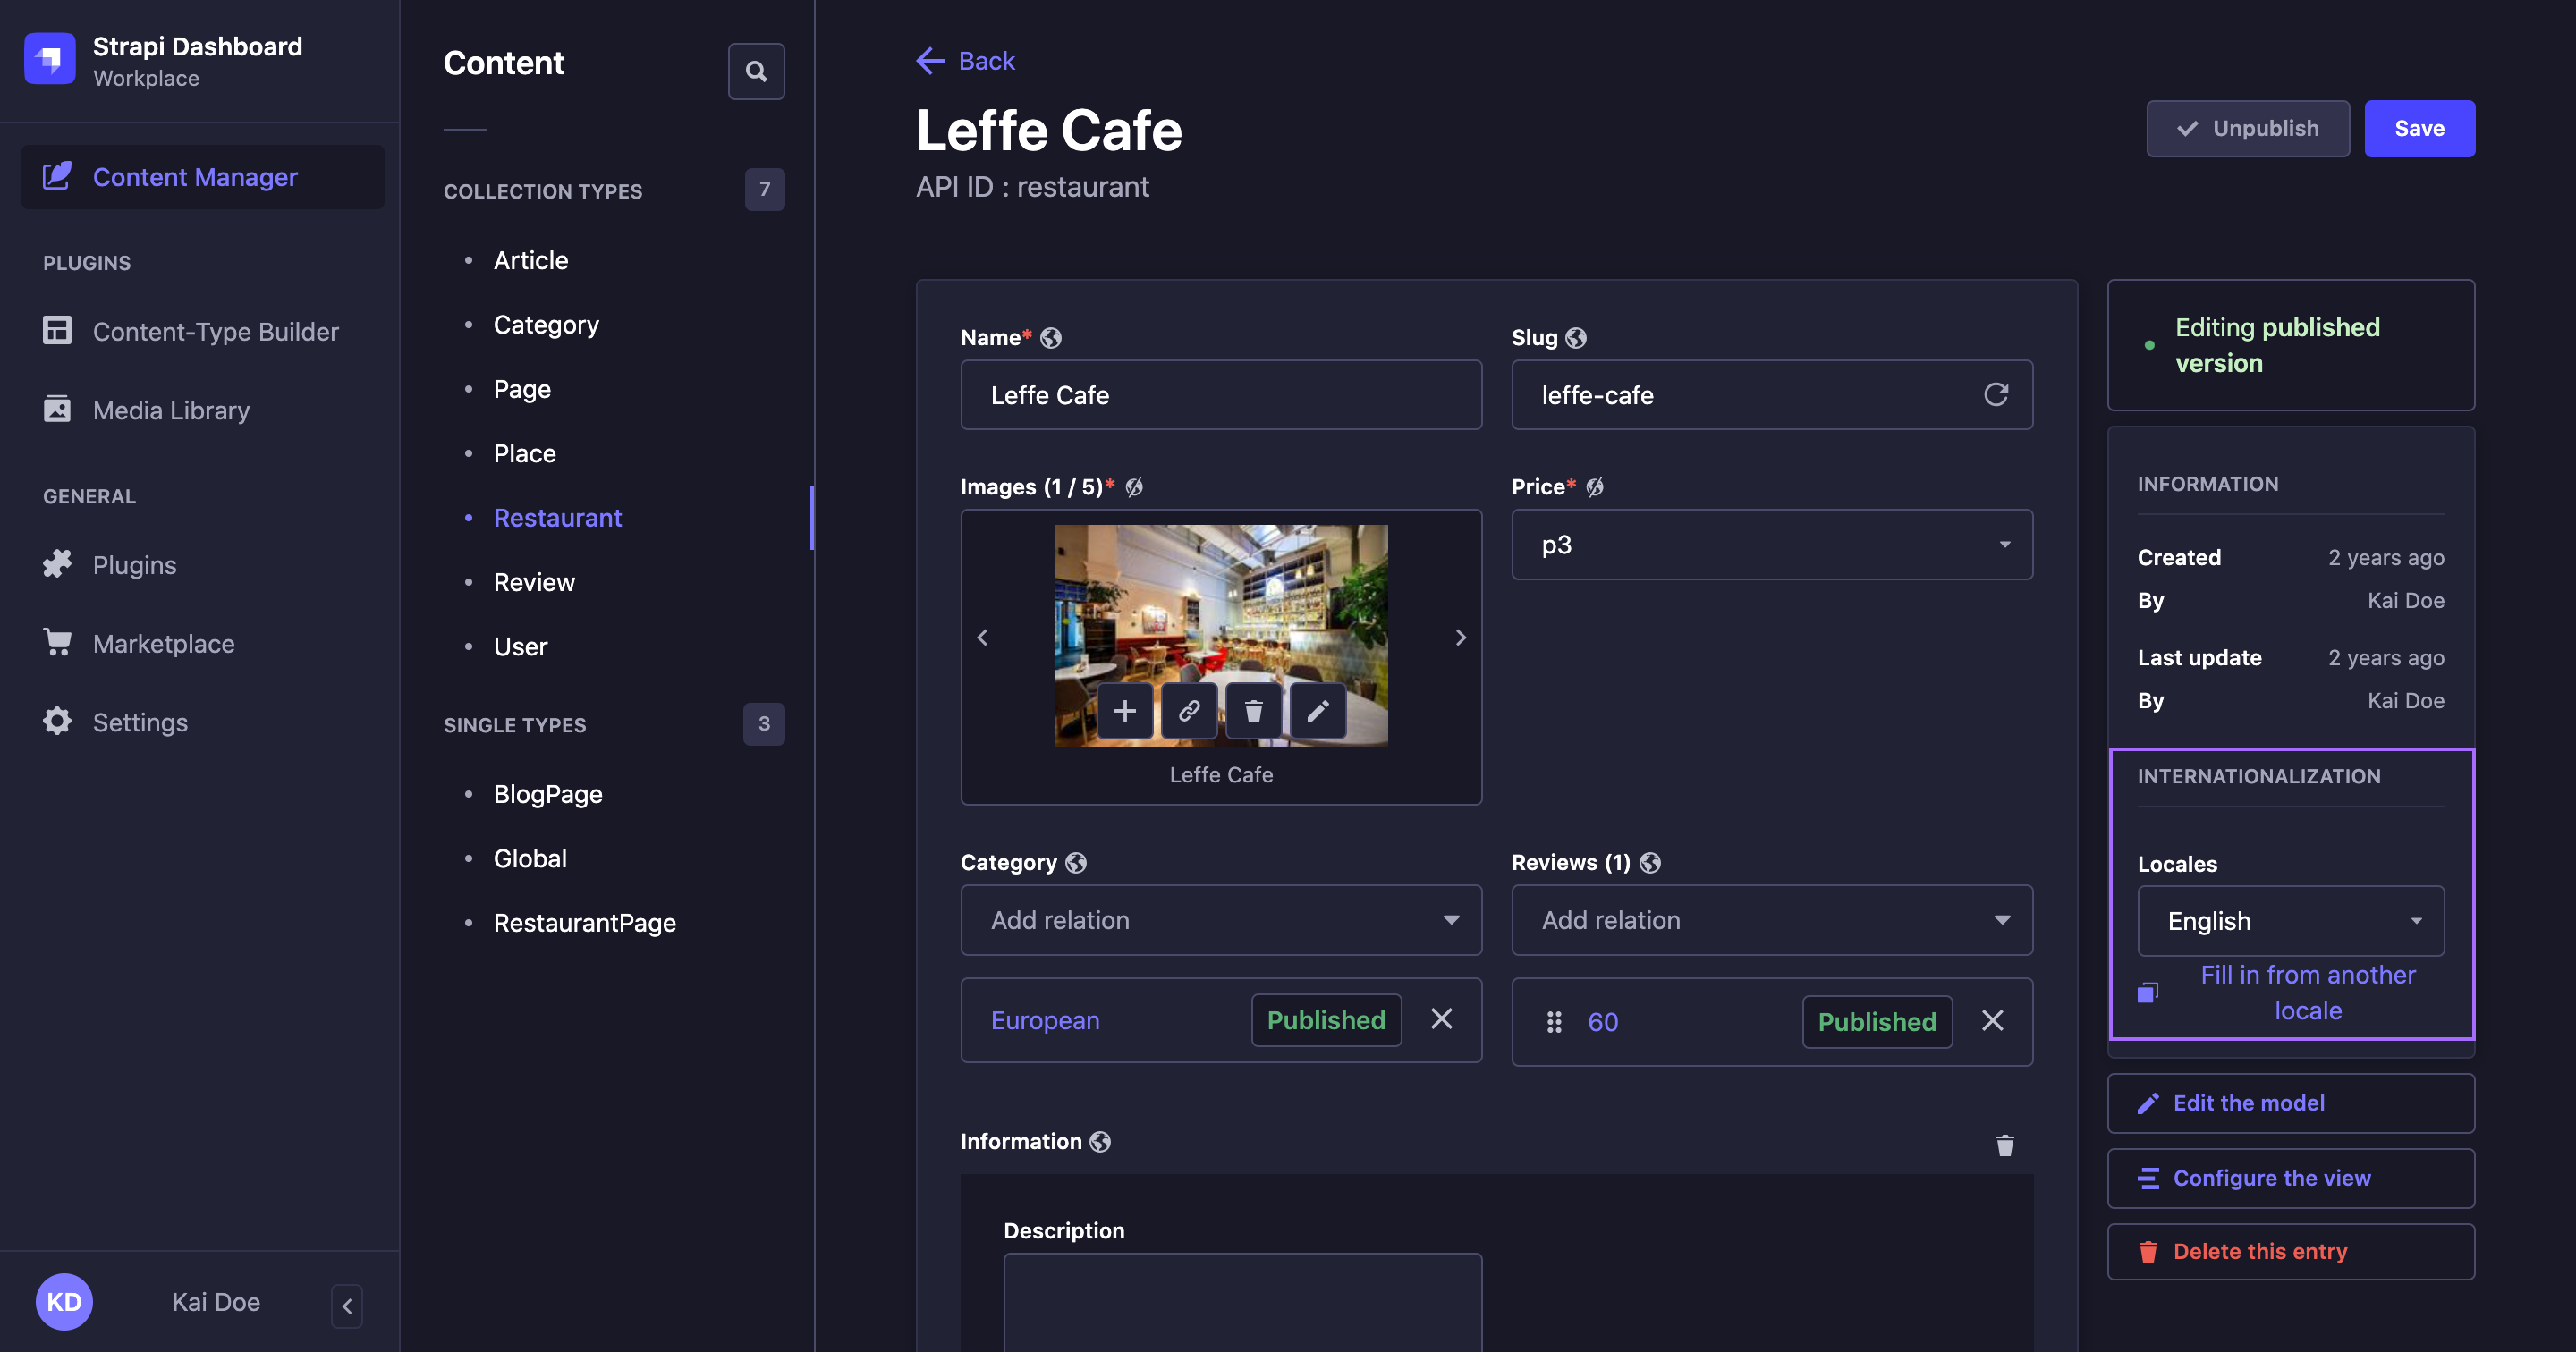 Strapi Dashboard
Workplace
Content Manager
PLUGINS
Content-Type Builder
Media Library
GENERAL
Plugins
Marketplace
Settings
KD
Kai Doe
Content
COLLECTION TYPES
7
Article
Category
Page
Place
Restaurant
Review
User
SINGLE TYPES
3
BlogPage
Global
RestaurantPage
Back
Leffe Cafe
API ID : restaurant
Unpublish
Save
Name*
Leffe Cafe
Slug
leffe-cafe
Images (1 / 5)*
Leffe Cafe
Price*
p3
Category
Add relation
European
Published
Reviews (1)
Add relation
60
Published
Information
Description
Editing published
version
INFORMATION
Created
2 years ago
By
Kai Doe
Last update
2 years ago
By
Kai Doe
INTERNATIONALIZATION
Locales
English
Fill in from another
locale
Edit the model
Configure the view
Delete this entry